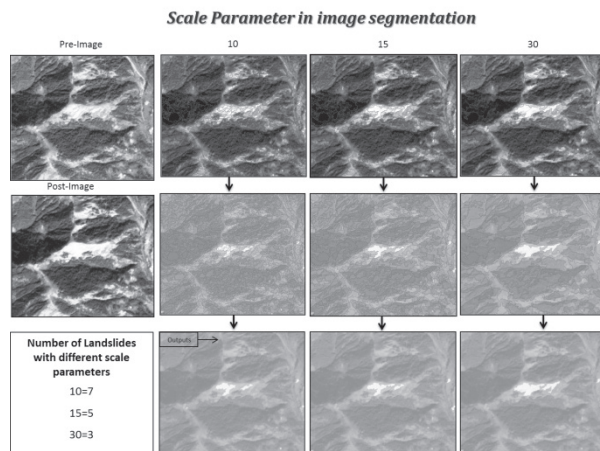 Scale Parameter in image segmentation
Pre-Image
10
15
30
Post-Image
Outputs
Number of Landslides
with different scale
parameters
10=7
15=5
30=3